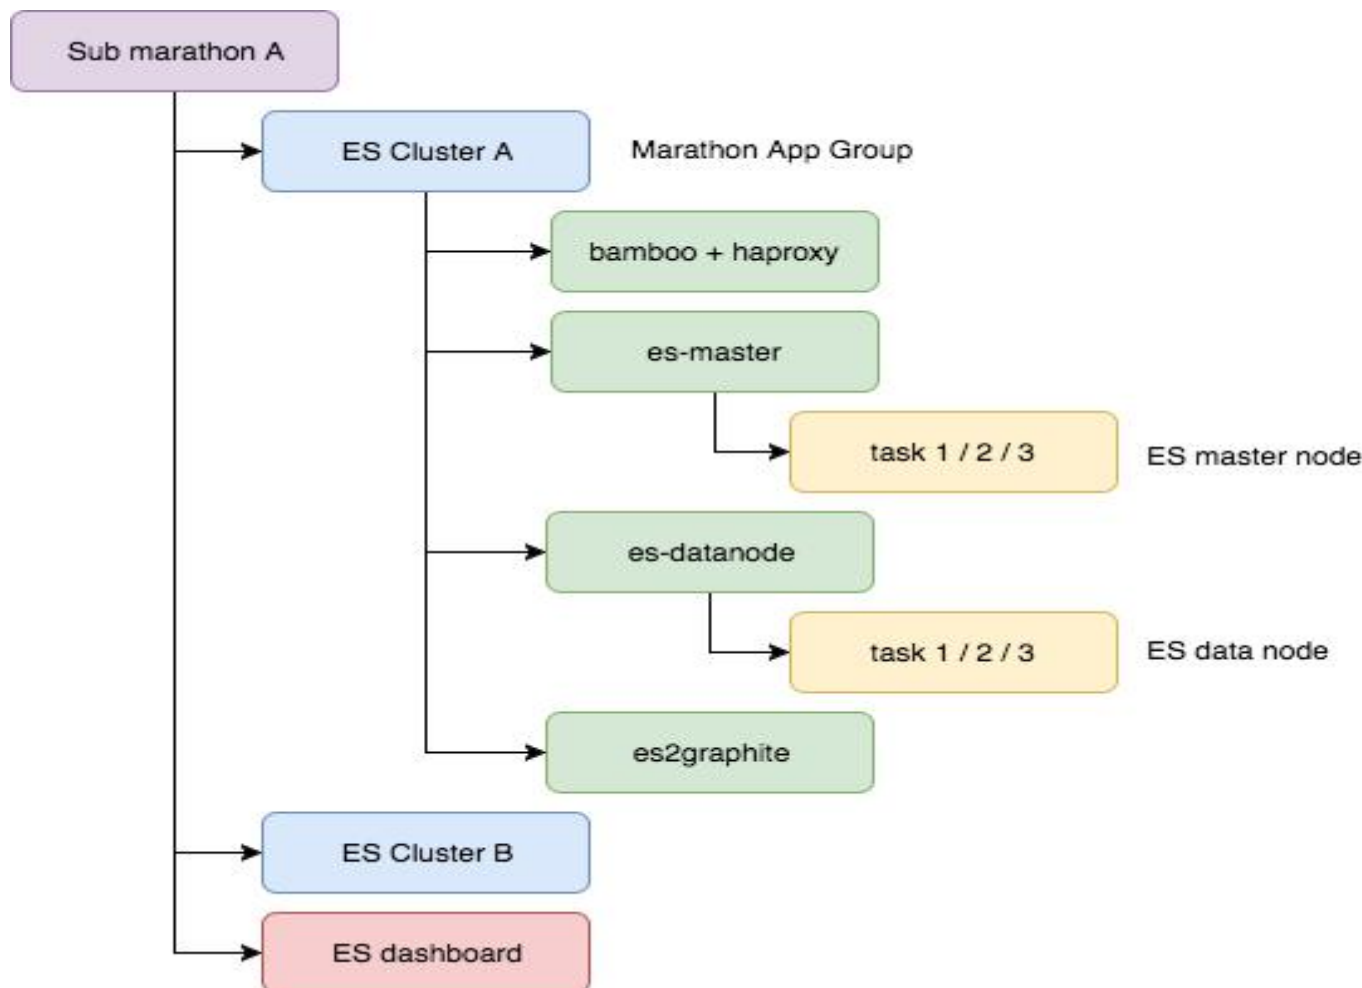 Sub marathon A
ES Cluster A
Marathon App Group
bamboo + haproxy
es-master
task 1 / 2 / 3
ES master node
es-datanode
task 1 / 2 / 3
ES data node
es2graphite
ES Cluster B
ES dashboard